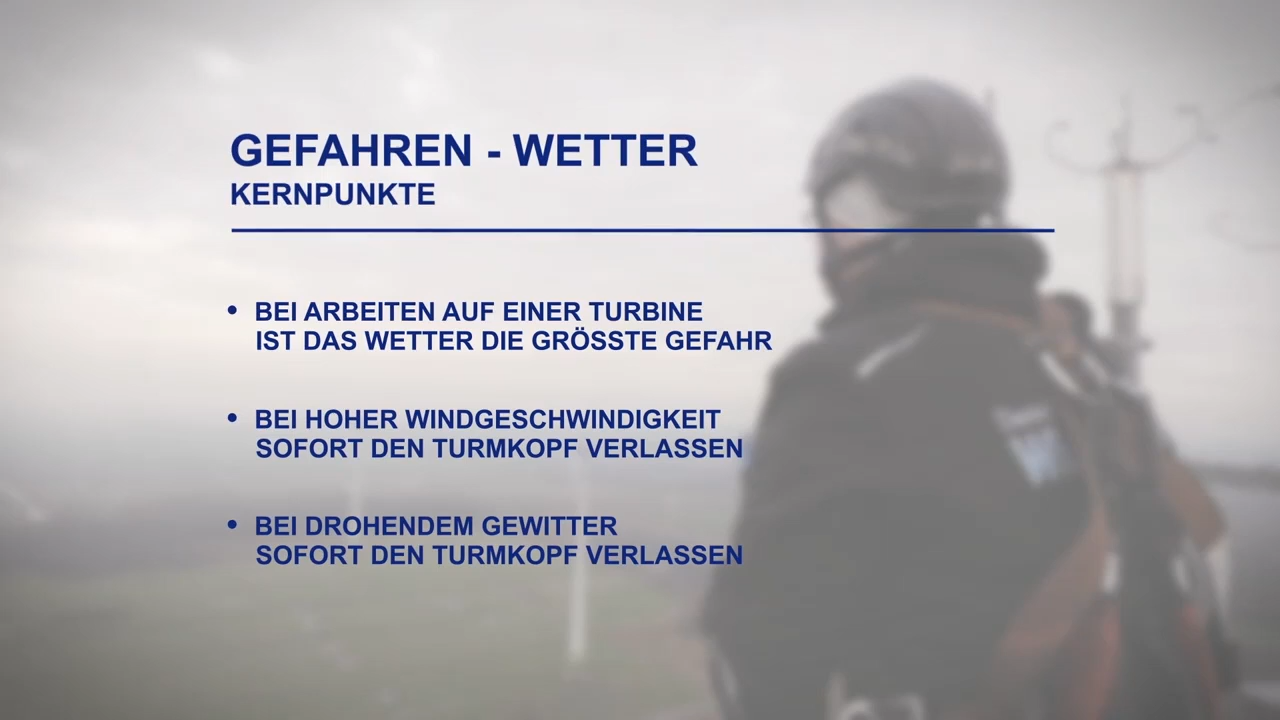 GEFAHREN - WETTER
KERNPUNKTE
• BEI ARBEITEN AUF EINER TURBINE
IST DAS WETTER DIE GRÖSSTE GEFAHR
• BEI HOHER WINDGESCHWINDIGKEIT
SOFORT DEN TURMKOPF VERLASSEN
• BEI DROHENDEM GEWITTER
SOFORT DEN TURMKOPF VERLASSEN